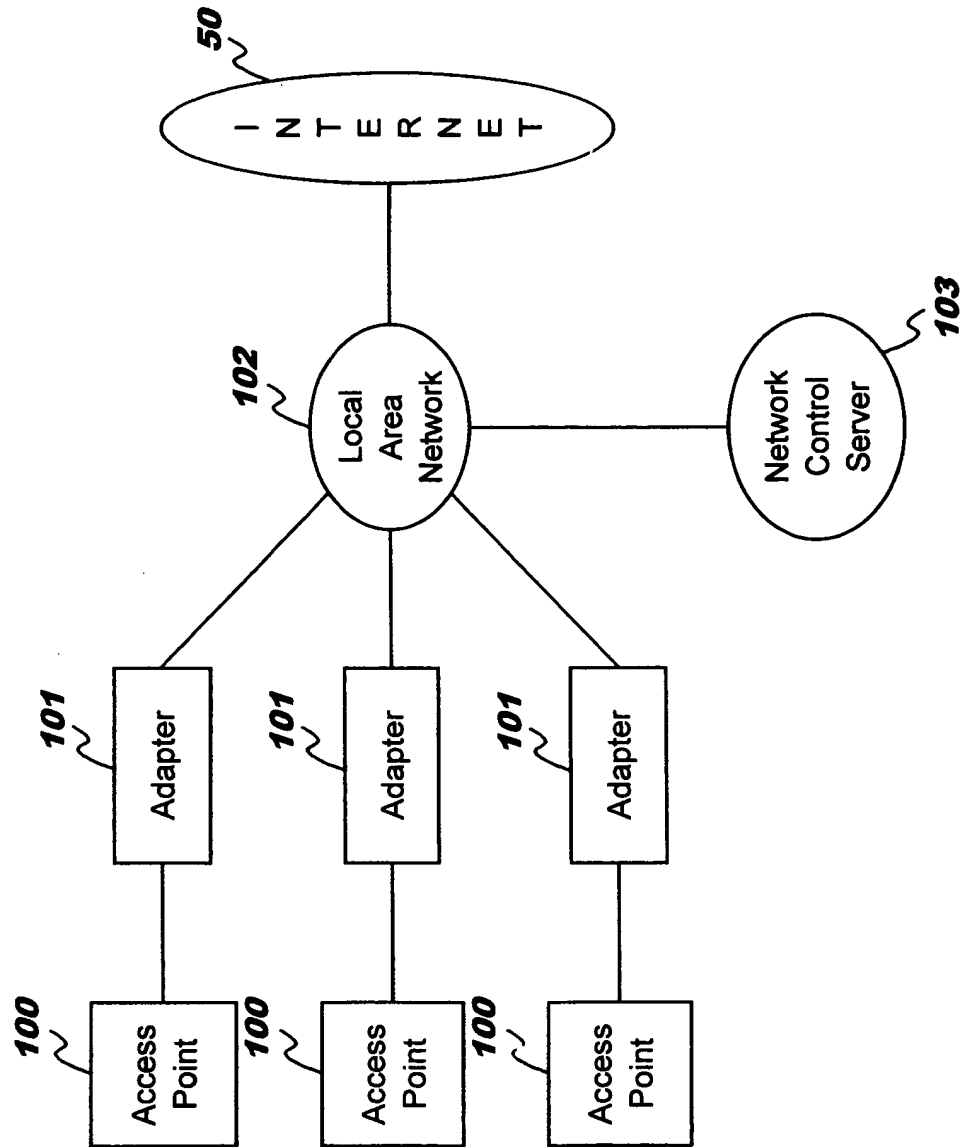 100
Access
Point
101
Adapter
100
Access
Point
101
Adapter
100
Access
Point
101
Adapter
102
Local
Area
Network
50
INTERNET
Network
Control
Server
103